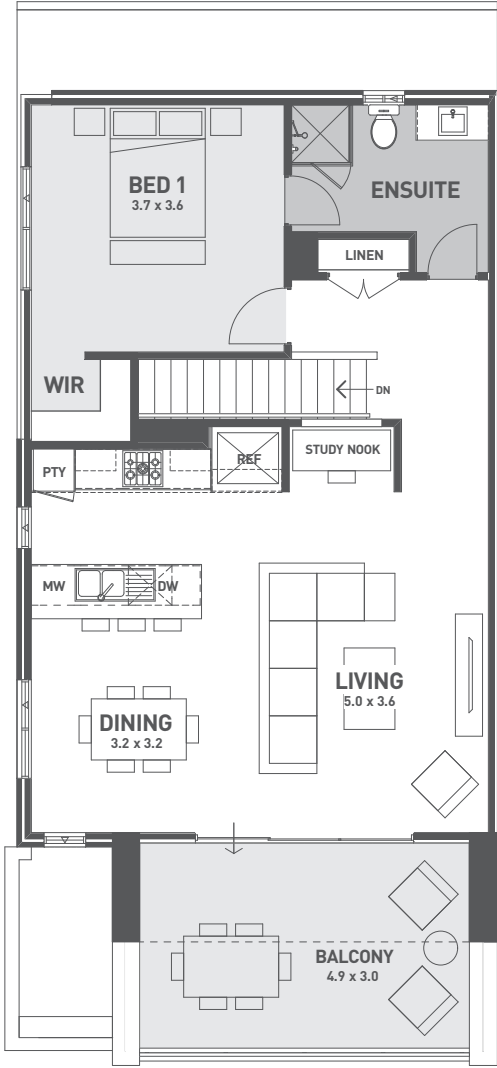 BED 1
3.7 x 3.6
ENSUITE
LINEN
WIR
DN
PTY
REF
STUDY NOOK
MW
DW
LIVING
5.0 x 3.6
DINING
3.2 x 3.2
BALCONY
4.9 x 3.0